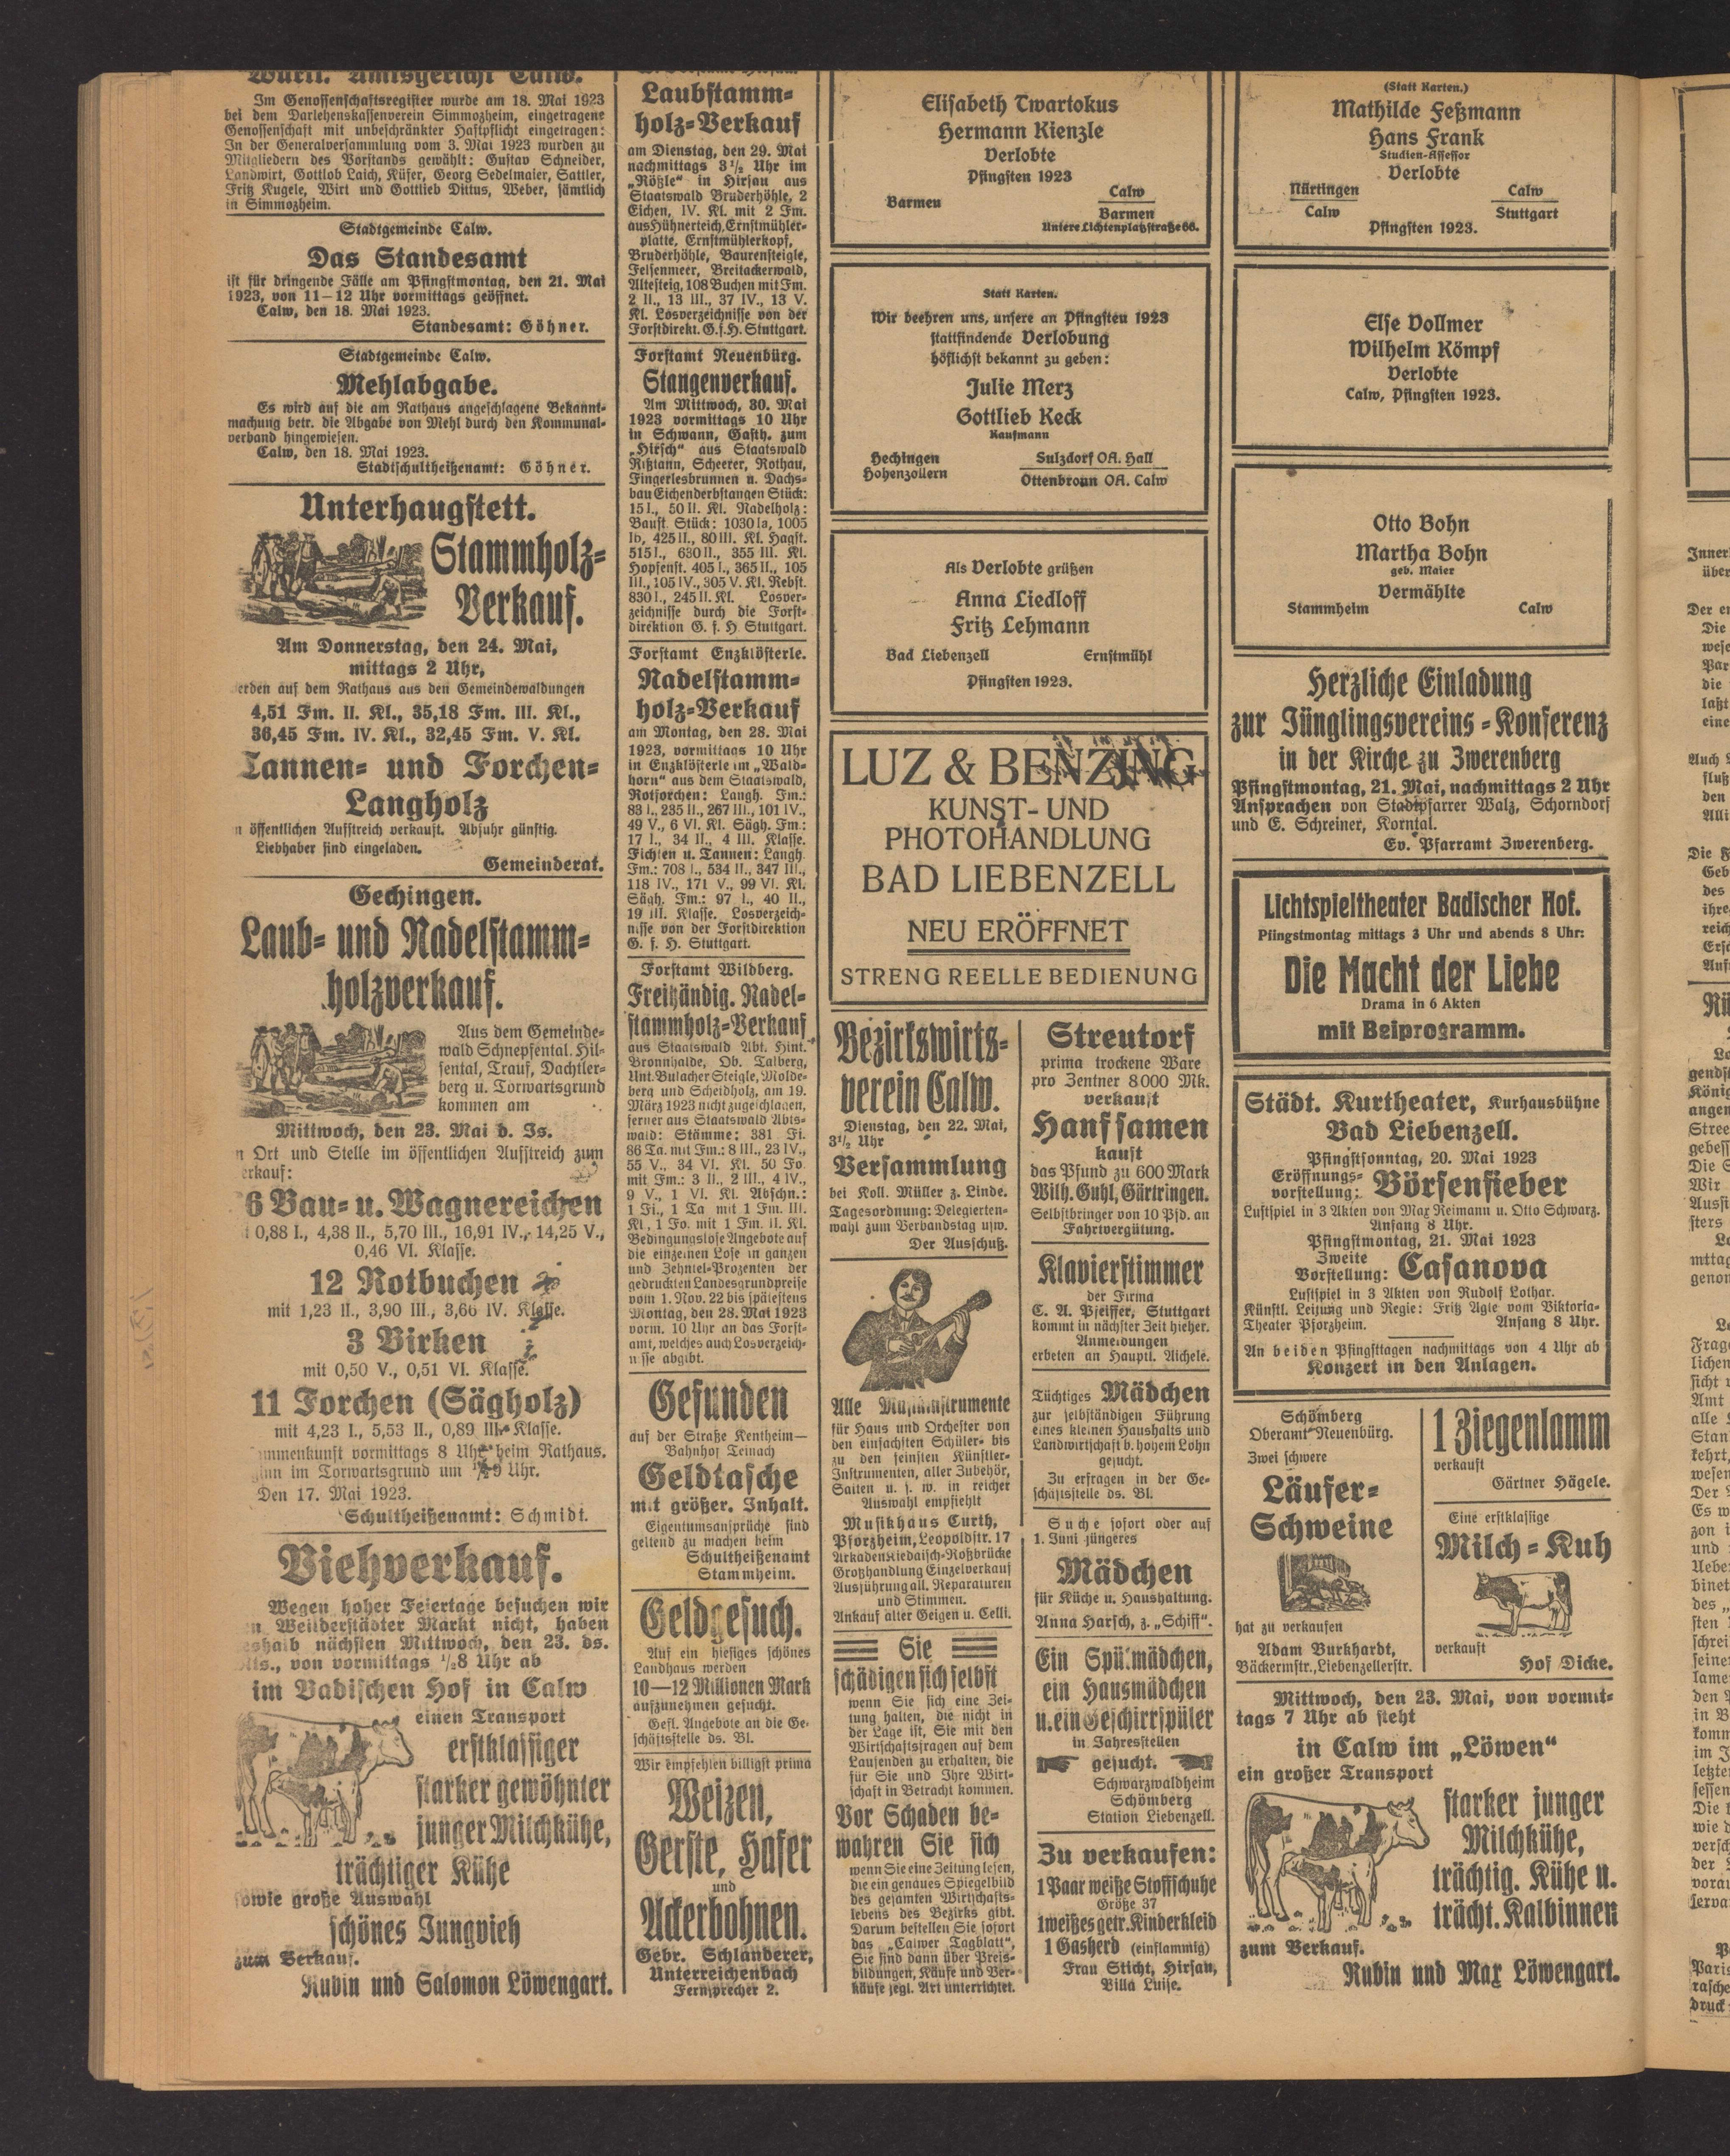 Württ. Amtsgericht Calw.
Im Genossenschaftsregister wurde am 18. Mai 1923
bei dem Darlehenskassenverein Simmozheim, eingetragene
Genossenschaft mit unbeschränkter Haftpflicht eingetragen:
In der Generalversammlung vom 3. Mai 1923 wurden zu
Mitgliedern des Vorstands gewählt: Gustav Schneider,
Landwirt, Gottlob Laich, Küfer, Georg Sedelmaier, Sattler,
Fritz Kugele, Wirt und Gottlieb Dittus, Weber, sämtlich
in Simmozheim.
Stadtgemeinde Calw.
Das Standesamt
ist für dringende Fälle am Pfingstmontag, den 21. Mai
1923, von 11—12 Uhr vormittags geöffnet.
Calw, den 18. Mai 1923.
Standesamt: Göhner.
Stadtgemeinde Calw.
Mehlabgabe.
Es wird auf die am Rathaus angeschlagene Bekannt-
machung betr. die Abgabe von Mehl durch den Kommunal-
verband hingewiesen.
Calw, den 18. Mai 1923.
Stadtschultheißenamt: Göhner.
Unterhaugstett.
Stammholz-
Verkauf.
Am Donnerstag, den 24. Mai,
mittags 2 Uhr,
erden auf dem Rathaus aus den Gemeindewaldungen
4,51 Fm. II. Kl., 35,18 Fm. III. Kl.,
36,45 Fm. IV. Kl., 32,45 Fm. V. Kl.
Tannen- und Forchen-
Langholz
n öffentlichen Aufstreich verkauft. Abfuhr günstig.
Liebhaber sind eingeladen.
Gemeinderat.
Gechingen.
Laub- und Nadelstamm-
holzverkauf.
Aus dem Gemeinde-
wald Schnepfental, Hil-
sental, Trauf, Dachtler-
berg u. Torwartsgrund
kommen am
Mittwoch, den 23. Mai d. Js.
n Ort und Stelle im öffentlichen Aufstreich zum
erkauf:
6 Bau- u. Wagnereichen
0,88 I., 4,38 II., 5,70 III., 16,91 IV., 14,25 V.,
0,46 VI. Klasse.
12 Rotbuchen
mit 1,23 II., 3,90 III., 3,66 IV. Klasse.
3 Birken
mit 0,50 V., 0,51 VI. Klasse.
11 Forchen (Sägholz)
mit 4,23 I., 5,53 II., 0,89 III. Klasse.
mmenkunft vormittags 8 Uhr beim Rathaus.
ginn im Torwartsgrund um 1/2 9 Uhr.
Den 17. Mai 1923.
Schultheißenamt: Schmidt.
Viehverkauf.
Wegen hoher Feiertage besuchen wir
n Weilderstädter Markt nicht, haben
eshalb nächsten Mittwoch, den 23. ds.
Mts., von vormittags ½8 Uhr ab
im Badischen Hof in Calw
einen Transport
erstklassiger
starker gewöhnter
junger Milchkühe,
trächtiger Kühe
sowie große Auswahl
schönes Jungvieh
zum Verkauf.
Rubin und Salomon Löwengart.
Laubstamm-
holz-Verkauf
am Dienstag, den 29. Mai
nachmittags 3½ Uhr im
„Rößle“ in Hirsau aus
Staatswald Bruderhöhle, 2
Eichen, IV. Kl. mit 2 Fm.
aus Hühnerteich, Ernstmühler-
platte, Ernstmühlerkopf,
Bruderhöhle, Baurensteigle,
Felsenmeer, Breitackerwald,
Altesteig, 108 Buchen mit Fm.
2 II., 13 III., 37 IV., 13 V.
Kl. Losverzeichnisse von der
Forstdirekt. G.f.H. Stuttgart.
Forstamt Neuenbürg.
Stangenverkauf.
Am Mittwoch, 30. Mai
1923 vormittags 10 Uhr
in Schwann, Gasth. zum
„Hirsch“ aus Staatswald
Rißtann, Scheerer, Rothau,
Fingerlesbrunnen u. Dachs-
bau Eichenderbstangen Stück:
15 I., 50 II. Kl. Nadelholz:
Baust. Stück: 1030 Ia, 1005
Ib, 425 II., 80 III. Kl. Hagst.
515 I., 630 II., 355 III. Kl.
Hopfenst. 405 I., 365 II., 105
III., 105 IV., 305 V. Kl. Rebst.
830 I., 245 II. Kl. Losver-
zeichnisse durch die Forst-
direktion G. f. H. Stuttgart.
Forstamt Enzklösterle.
Nadelstamm-
holz-Verkauf
am Montag, den 28. Mai
1923, vormittags 10 Uhr
in Enzklösterle im „Wald-
horn“ aus dem Staatswald,
Rotforchen: Langh. Fm.:
83 I., 235 II., 267 III., 101 IV.,
49 V., 6 VI. Kl. Sägh. Fm.:
17 I., 34 II., 4 III. Klasse.
Fichten u. Tannen: Langh.
Fm.: 708 I., 534 II., 347 III.,
118 IV., 171 V., 99 VI. Kl.
Sägh. Fm.: 97 I., 40 II.,
19 III. Klasse. Losverzeich-
nisse von der Forstdirektion
G. f. H. Stuttgart.
Forstamt Wildberg.
Freihändig. Nadel-
stammholz-Verkauf
aus Staatswald Abt. Hint.
Bronnhalde, Ob. Talberg,
Unt. Bulacher Steigle, Molde-
berg und Scheidholz, am 19.
März 1923 nicht zugeschlagen,
ferner aus Staatswald Abts-
wald: Stämme: 381 Fi.
86 Ta. mit Fm.: 8 III., 23 IV.,
55 V., 34 VI. Kl. 50 Fo.
mit Fm.: 3 II., 2 III., 4 IV.,
9 V., 1 VI. Kl. Abschn.:
1 Fi., 1 Ta. mit 1 Fm. III.
Kl., 1 Fo. mit 1 Fm. II. Kl.
Bedingungslose Angebote auf
die einzelnen Lose in ganzen
und Zehntel-Prozenten der
gedruckten Landesgrundpreise
vom 1. Nov. 22 bis spätestens
Montag, den 28. Mai 1923
vorm. 10 Uhr an das Forst-
amt, welches auch Losverzeich-
nisse abgibt.
Gefunden
auf der Straße Kentheim—
Bahnhof Teinach
Geldtasche
mit größer. Inhalt.
Eigentumsansprüche sind
geltend zu machen beim
Schultheißenamt
Stammheim.
Geldgesuch.
Auf ein hiesiges schönes
Landhaus werden
10—12 Millionen Mark
aufzunehmen gesucht.
Gefl. Angebote an die Ge-
schäftsstelle ds. Bl.
Wir empfehlen billigst prima
Weizen,
Gerste, Hafer
und
Ackerbohnen.
Gebr. Schlanderer,
Unterreichenbach
Fernsprecher 2.
Elisabeth Twartokus
Hermann Kienzle
Verlobte
Pfingsten 1923
Barmen
Calw
Barmen
Untere Lichtenplatzstraße 66.
Statt Karten.
Wir beehren uns, unsere an Pfingsten 1923
stattfindende Verlobung
höflichst bekannt zu geben:
Julie Merz
Gottlieb Keck
Kaufmann
Hechingen
Hohenzollern
Sulzdorf OA. Hall
Ottenbronn OA. Calw
Als Verlobte grüßen
Anna Liedloff
Fritz Lehmann
Bad Liebenzell
Ernstmühl
Pfingsten 1923.
LUZ & BENZING
KUNST- UND
PHOTOHANDLUNG
BAD LIEBENZELL
NEU ERÖFFNET
STRENG REELLE BEDIENUNG
Bezirkswirts-
verein Calw.
Dienstag, den 22. Mai,
3½ Uhr
Versammlung
bei Koll. Müller z. Linde.
Tagesordnung: Delegierten-
wahl zum Verbandstag usw.
Der Ausschuß.
Alle Musikinstrumente
für Haus und Orchester von
den einfachsten Schüler- bis
zu den feinsten Künstler-
Instrumenten, aller Zubehör,
Saiten u. s. w. in reicher
Auswahl empfiehlt
Musikhaus Curth,
Pforzheim, Leopoldstr. 17
Arkaden Kiedaisch-Roßbrücke
Großhandlung Einzelverkauf
Ausführung all. Reparaturen
und Stimmen.
Ankauf alter Geigen u. Celli.
Sie
schädigen sich selbst
wenn Sie sich eine Zei-
tung halten, die nicht in
der Lage ist, Sie mit den
Wirtschaftsfragen auf dem
Laufenden zu erhalten, die
für Sie und Ihre Wirt-
schaft in Betracht kommen.
Vor Schaden be-
wahren Sie sich
wenn Sie eine Zeitung lesen,
die ein genaues Spiegelbild
des gesamten Wirtschafts-
lebens des Bezirks gibt.
Darum bestellen Sie sofort
das „Calwer Tagblatt“,
Sie sind dann über Preis-
bildungen, Käufe und Ver-
käufe jegl. Art unterrichtet.
Streutorf
prima trockene Ware
pro Zentner 8000 Mk.
verkauft
Hanfsamen
kauft
das Pfund zu 600 Mark
Wilh. Guhl, Gärtringen.
Selbstbringer von 10 Pfd. an
Fahrtvergütung.
Klavierstimmer
der Firma
C. A. Pfeiffer, Stuttgart
kommt in nächster Zeit hieher.
Anmeldungen
erbeten an Hauptl. Aichele.
Tüchtiges Mädchen
zur selbständigen Führung
eines kleinen Haushalts und
Landwirtschaft b. hohem Lohn
gesucht.
Zu erfragen in der Ge-
schäftsstelle ds. Bl.
Suche sofort oder auf
1. Juni jüngeres
Mädchen
für Küche u. Haushaltung.
Anna Harsch, z. „Schiff“.
Ein Spülmädchen,
ein Hausmädchen
u. ein Geschirrspüler
in Jahresstellen
gesucht.
Schwarzwaldheim
Schömberg
Station Liebenzell.
Zu verkaufen:
1 Paar weiße Stoffschuhe
Größe 37
1 weißes getr. Kinderkleid
1 Gasherd (einflammig)
Frau Sticht, Hirsau,
Villa Luise.
(Statt Karten.)
Mathilde Feßmann
Hans Frank
Studien-Assessor
Verlobte
Nürtingen
Calw
Calw
Stuttgart
Pfingsten 1923.
Else Vollmer
Wilhelm Kömpf
Verlobte
Calw, Pfingsten 1923.
Otto Bohn
Martha Bohn
geb. Maier
Vermählte
Stammheim
Calw
Herzliche Einladung
zur Jünglingsvereins-Konferenz
in der Kirche zu Zwerenberg
Pfingstmontag, 21. Mai, nachmittags 2 Uhr
Ansprachen von Stadtpfarrer Walz, Schorndorf
und E. Schreiner, Korntal.
Ev. Pfarramt Zwerenberg.
Lichtspieltheater Badischer Hof.
Pfingstmontag mittags 3 Uhr und abends 8 Uhr:
Die Macht der Liebe
Drama in 6 Akten
mit Beiprogramm.
Städt. Kurtheater, Kurhausbühne
Bad Liebenzell.
Pfingstsonntag, 20. Mai 1923
Eröffnungs-
vorstellung: Börsenfieber
Lustspiel in 3 Akten von Max Reimann u. Otto Schwarz.
Anfang 8 Uhr.
Pfingstmontag, 21. Mai 1923
Zweite
Vorstellung: Casanova
Lustspiel in 3 Akten von Rudolf Lothar.
Künstl. Leitung und Regie: Fritz Agte vom Viktoria-
Theater Pforzheim. Anfang 8 Uhr.
An beiden Pfingsttagen nachmittags von 4 Uhr ab
Konzert in den Anlagen.
Schömberg
Oberamt Neuenbürg.
Zwei schwere
Läufer-
Schweine
hat zu verkaufen
Adam Burkhardt,
Bäckermstr., Liebenzellerstr.
1 Ziegenlamm
verkauft
Gärtner Hägele.
Eine erstklassige
Milch-Kuh
verkauft
Hof Dicke.
Mittwoch, den 23. Mai, von vormit-
tags 7 Uhr ab steht
in Calw im „Löwen“
ein großer Transport
starker junger
Milchkühe,
trächtig. Kühe u.
trächt. Kalbinnen
zum Verkauf.
Rubin und Max Löwengart.